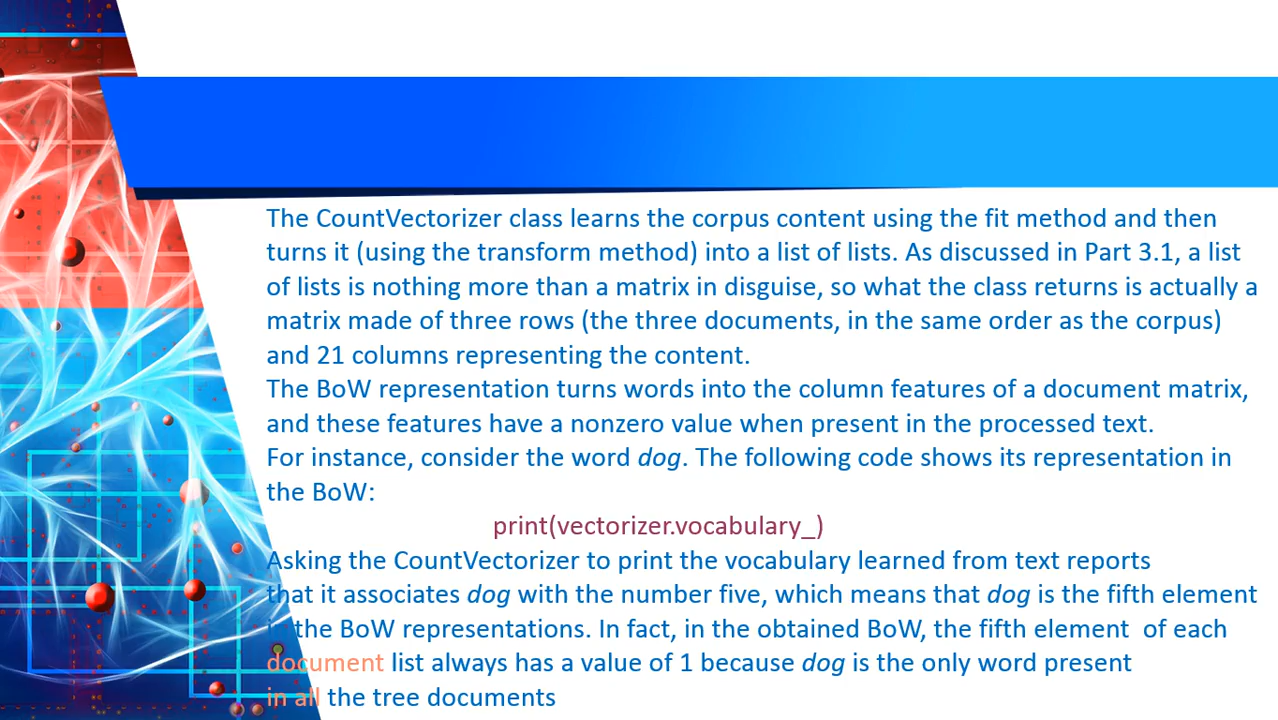 The CountVectorizer class learns the corpus content using the fit method and then
turns it (using the transform method) into a list of lists. As discussed in Part 3.1, a list
of lists is nothing more than a matrix in disguise, so what the class returns is actually a
matrix made of three rows (the three documents, in the same order as the corpus)
and 21 columns representing the content.
The BoW representation turns words into the column features of a document matrix,
and these features have a nonzero value when present in the processed text.
For instance, consider the word dog. The following code shows its representation in
the BoW:
print(vectorizer.vocabulary_)
Asking the CountVectorizer to print the vocabulary learned from text reports
that it associates dog with the number five, which means that dog is the fifth element
in the BoW representations. In fact, in the obtained BoW, the fifth element of each
document list always has a value of 1 because dog is the only word present
in all the tree documents